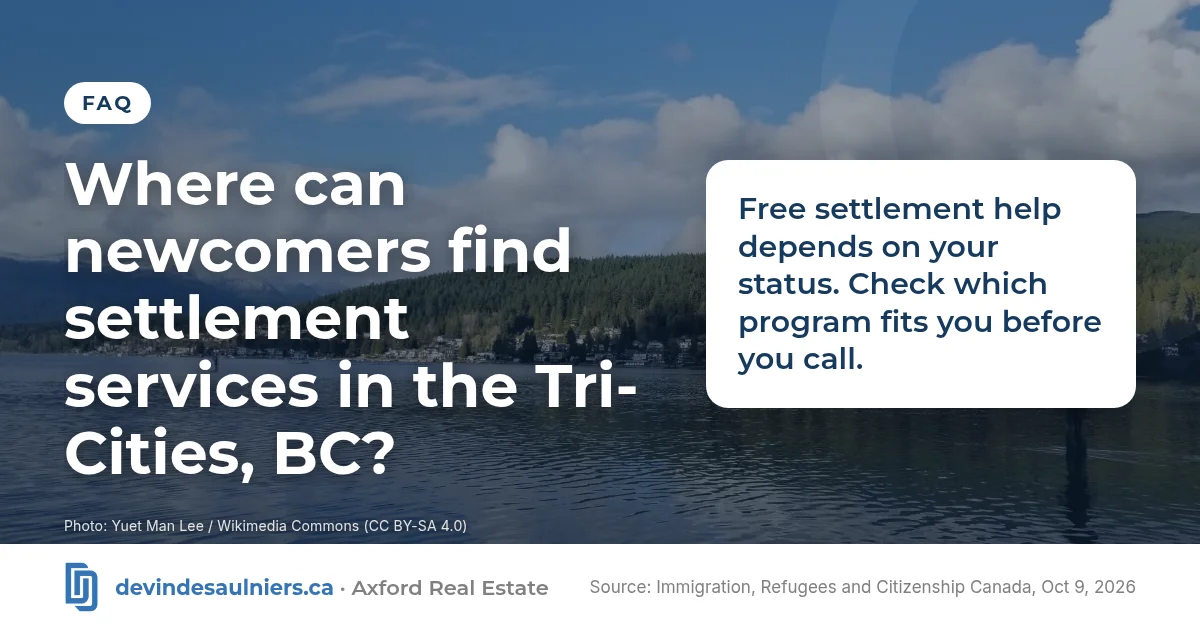 FAQ
Where can
newcomers find
settlement
services in the Tri-
Cities, BC?
Free settlement help
depends on your
status. Check which
program fits you before
you call.
Photo: Yuet Man Lee / Wikimedia Commons (CC BY-SA 4.0)
devindesaulniers.ca · Axford Real Estate
Source: Immigration, Refugees and Citizenship Canada, Oct 9, 2026